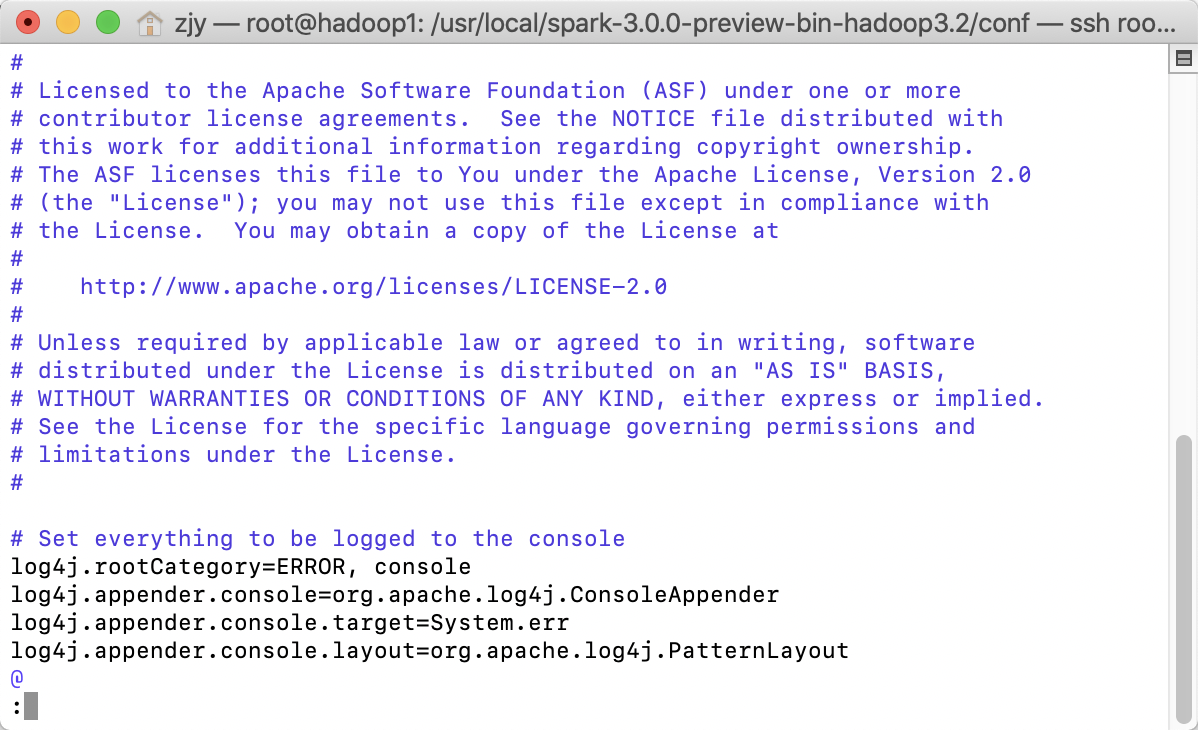 zjy — root@hadoop1: /usr/local/spark-3.0.0-preview-bin-hadoop3.2/conf — ssh roo...
#
# Licensed to the Apache Software Foundation (ASF) under one or more
# contributor license agreements.  See the NOTICE file distributed with
# this work for additional information regarding copyright ownership.
# The ASF licenses this file to You under the Apache License, Version 2.0
# (the "License"); you may not use this file except in compliance with
# the License.  You may obtain a copy of the License at
#
#    http://www.apache.org/licenses/LICENSE-2.0
#
# Unless required by applicable law or agreed to in writing, software
# distributed under the License is distributed on an "AS IS" BASIS,
# WITHOUT WARRANTIES OR CONDITIONS OF ANY KIND, either express or implied.
# See the License for the specific language governing permissions and
# limitations under the License.
#

# Set everything to be logged to the console
log4j.rootCategory=ERROR, console
log4j.appender.console=org.apache.log4j.ConsoleAppender
log4j.appender.console.target=System.err
log4j.appender.console.layout=org.apache.log4j.PatternLayout
@
: